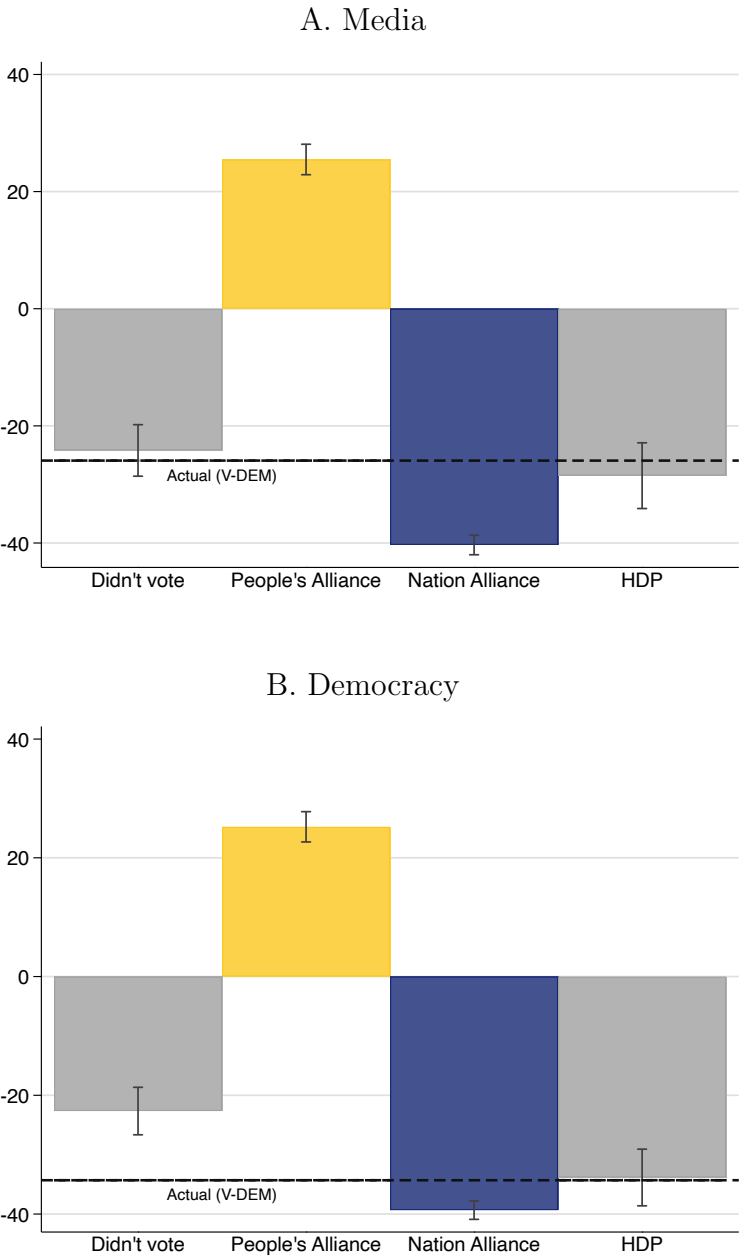 A. Media
40
20
0
-20
Actual (V-DEM)
-40
Didn't vote People's Alliance Nation Alliance HDP
B. Democracy
40
20
0
-20
Actual (V-DEM)
-40
Didn't vote People's Alliance Nation Alliance HDP